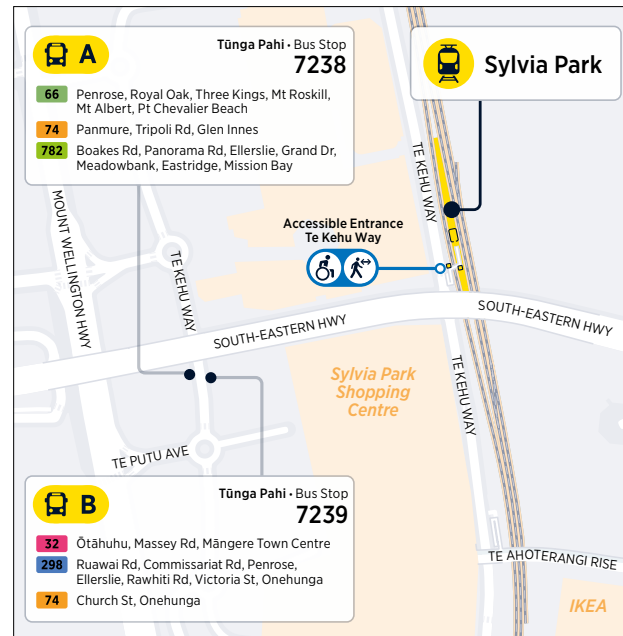 A
Tūnga Pahi • Bus Stop
7238
66 Penrose, Royal Oak, Three Kings, Mt Roskill,
Mt Albert, Pt Chevalier Beach
74 Panmure, Tripoli Rd, Glen Innes
782 Boakes Rd, Panorama Rd, Ellerslie, Grand Dr,
Meadowbank, Eastridge, Mission Bay
Sylvia Park
TE KEHU WAY
MOUNT WELLINGTON HWY
TE KEHU WAY
Accessible Entrance
Te Kehu Way
SOUTH-EASTERN HWY
SOUTH-EASTERN HWY
TE KEHU WAY
Sylvia Park
Shopping
Centre
TE PUTU AVE
B
Tūnga Pahi • Bus Stop
7239
32 Ōtāhuhu, Massey Rd, Māngere Town Centre
298 Ruawai Rd, Commissariat Rd, Penrose,
Ellerslie, Rawhiti Rd, Victoria St, Onehunga
74 Church St, Onehunga
TE AHOTERANGI RISE
IKEA